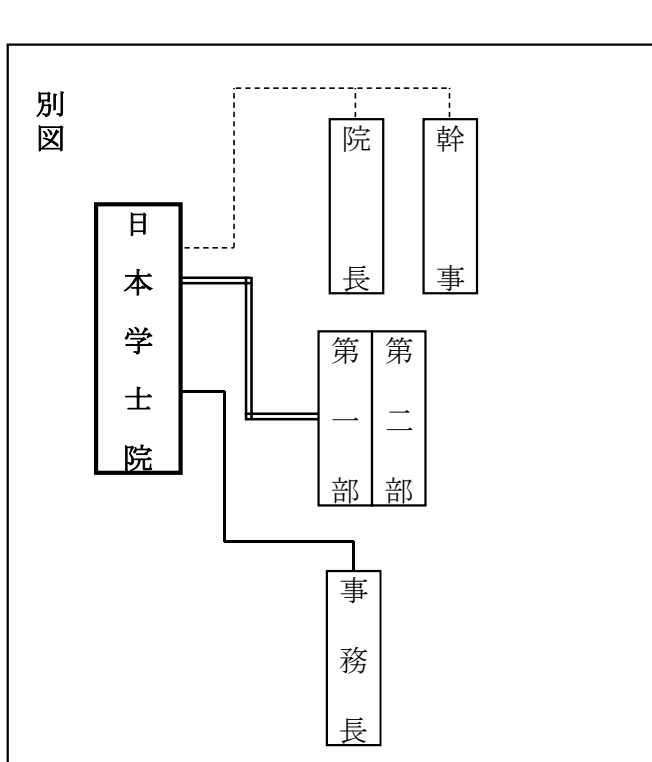 別図
日本学士院
院長
幹事
第一部
第二部
事務長